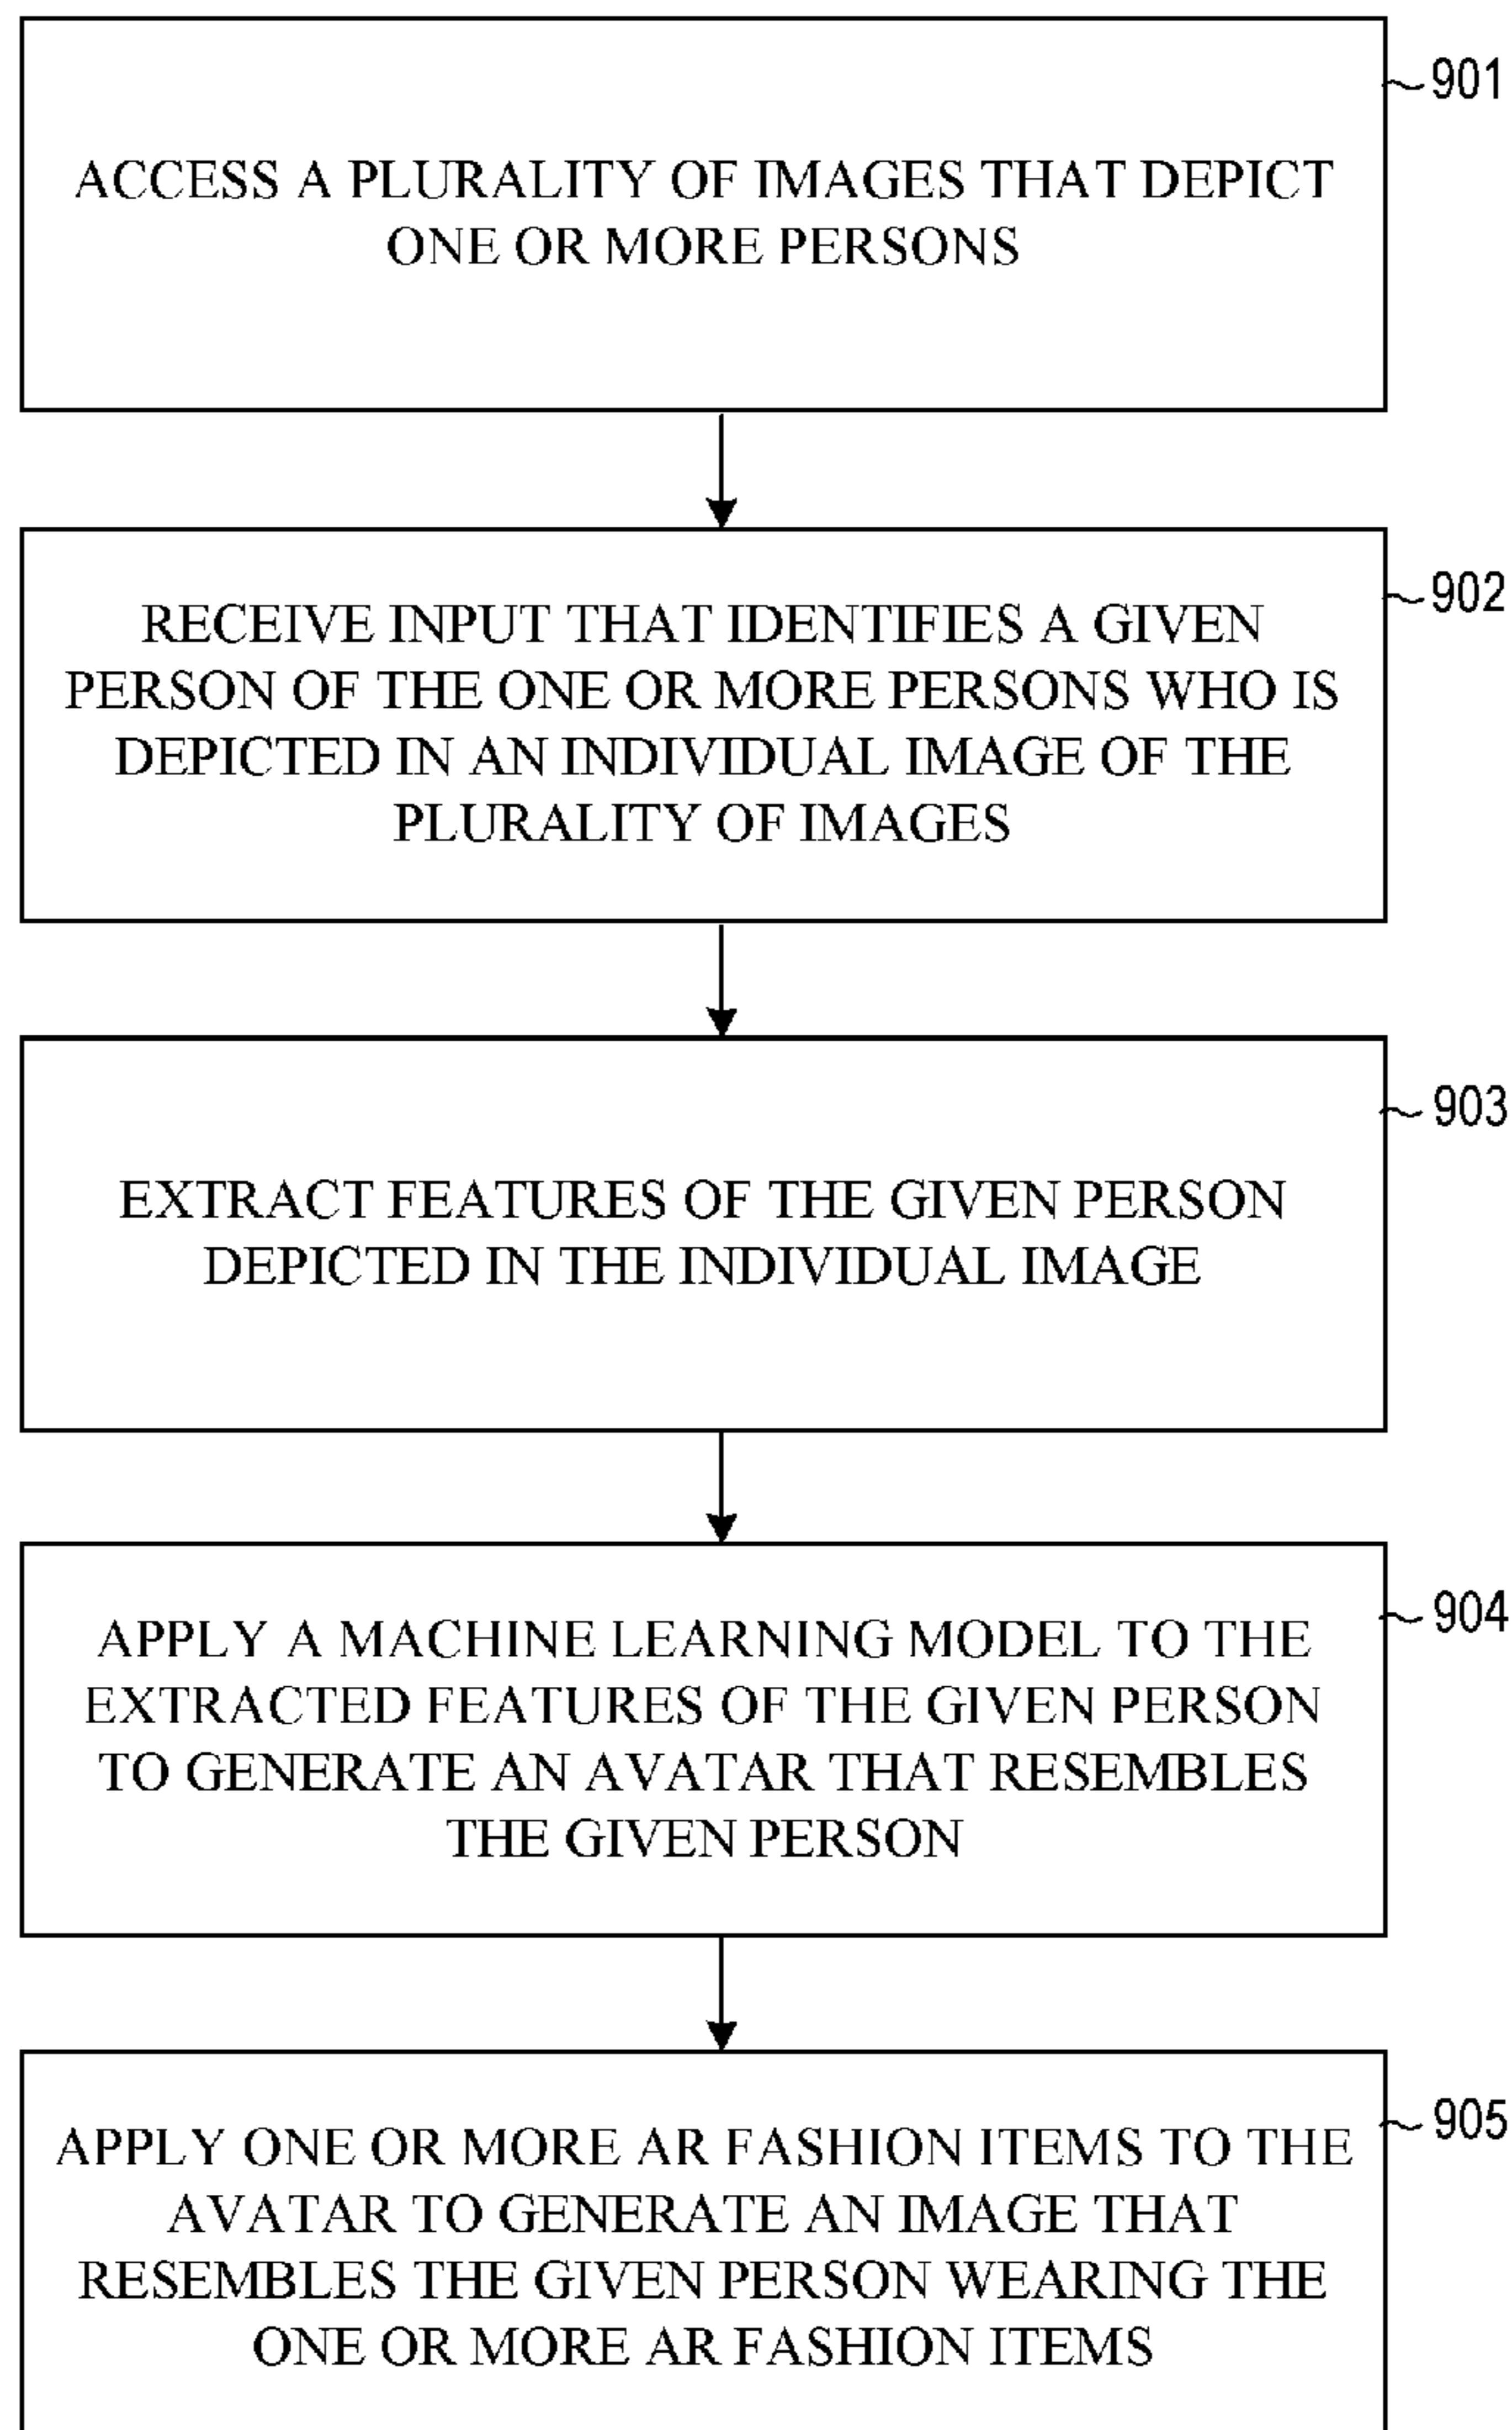 901
ACCESS A PLURALITY OF IMAGES THAT DEPICT
ONE OR MORE PERSONS
902
RECEIVE INPUT THAT IDENTIFIES A GIVEN
PERSON OF THE ONE OR MORE PERSONS WHO IS
DEPICTED IN AN INDIVIDUAL IMAGE OF THE
PLURALITY OF IMAGES
903
EXTRACT FEATURES OF THE GIVEN PERSON
DEPICTED IN THE INDIVIDUAL IMAGE
904
APPLY A MACHINE LEARNING MODEL TO THE
EXTRACTED FEATURES OF THE GIVEN PERSON
TO GENERATE AN AVATAR THAT RESEMBLES
THE GIVEN PERSON
905
APPLY ONE OR MORE AR FASHION ITEMS TO THE
AVATAR TO GENERATE AN IMAGE THAT
RESEMBLES THE GIVEN PERSON WEARING THE
ONE OR MORE AR FASHION ITEMS